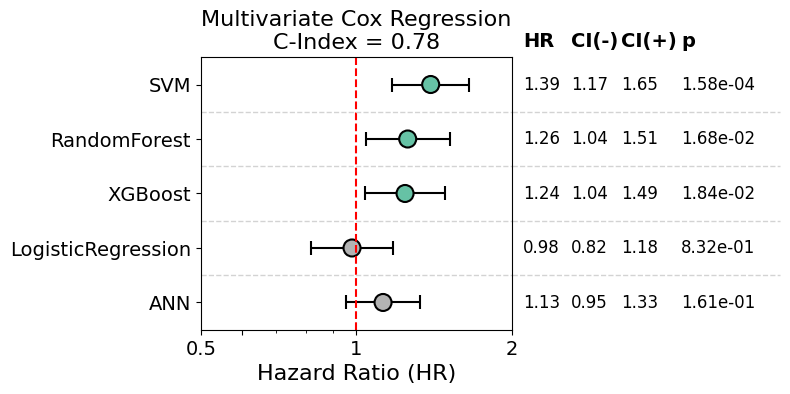 Multivariate Cox Regression
C-Index = 0.78
HR CI(-) CI(+) p
SVM 1.39 1.17 1.65 1.58e-04
RandomForest 1.26 1.04 1.51 1.68e-02
XGBoost 1.24 1.04 1.49 1.84e-02
LogisticRegression 0.98 0.82 1.18 8.32e-01
ANN 1.13 0.95 1.33 1.61e-01
0.5 1 2
Hazard Ratio (HR)